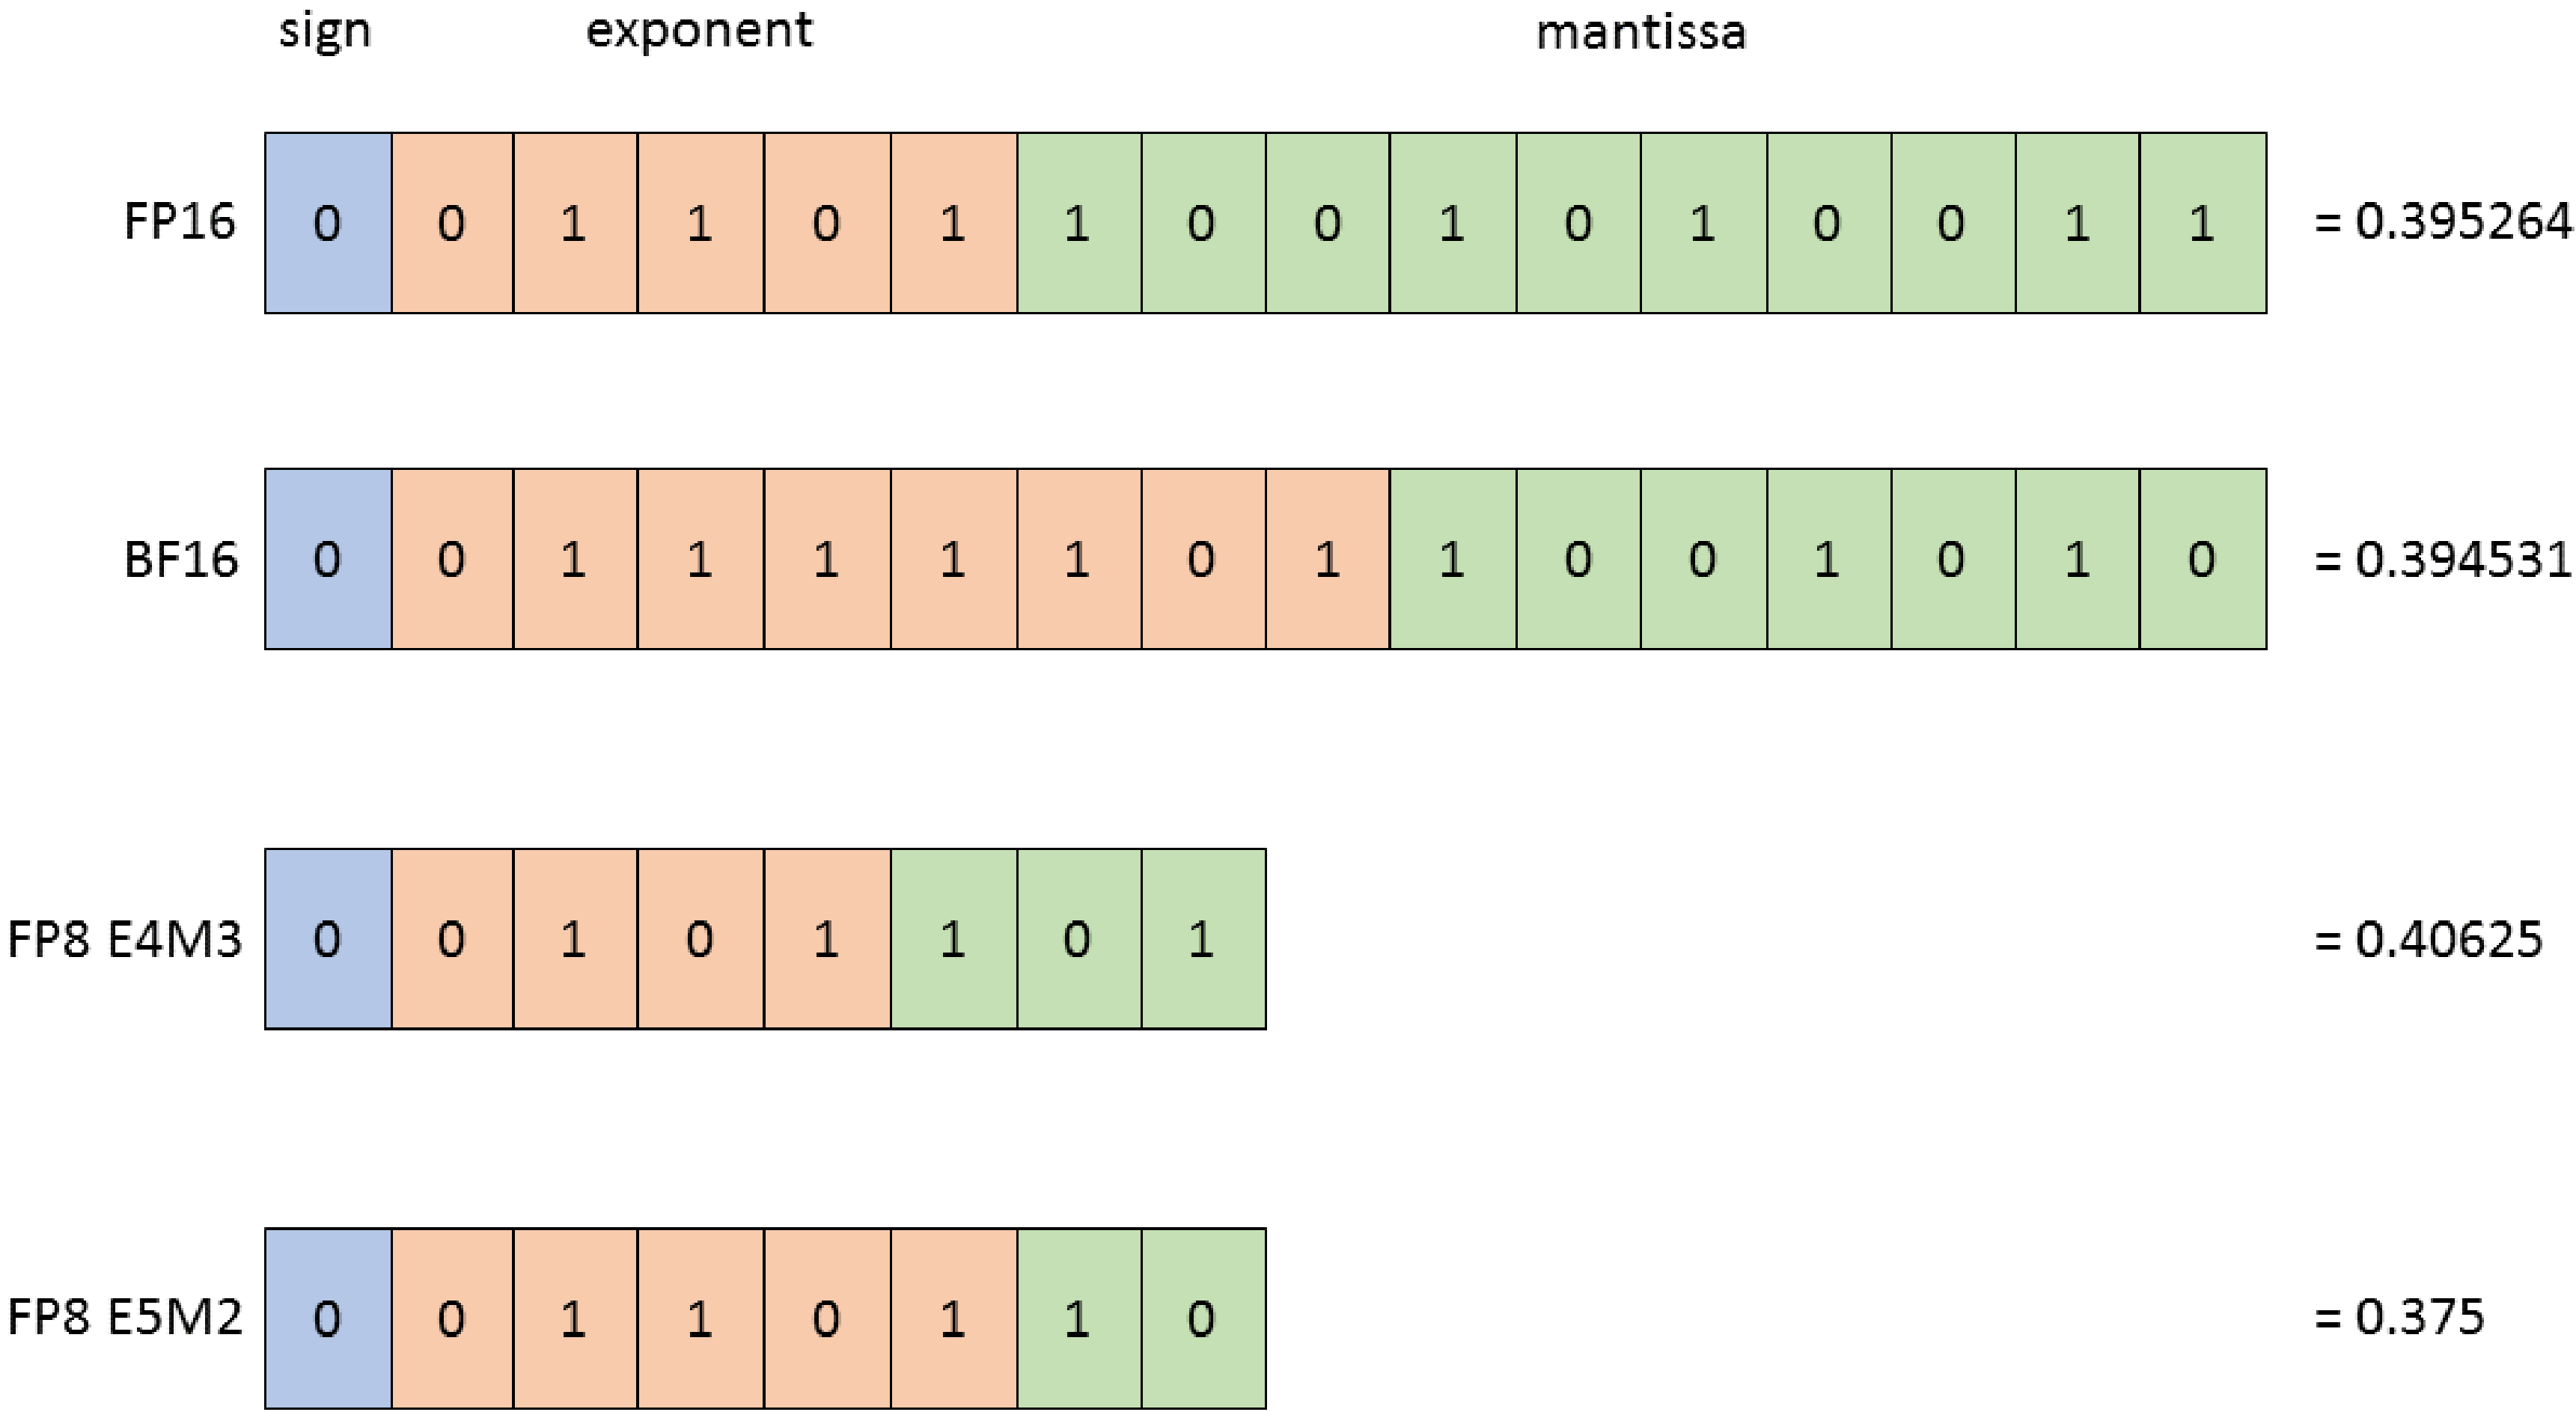 sign exponent mantissa
FP16 0 0 1 1 0 1 1 0 0 1 0 1 0 0 1 1 = 0.395264
BF16 0 0 1 1 1 1 1 0 1 1 0 0 1 0 1 0 = 0.394531
FP8 E4M3 0 0 1 0 1 1 0 1 = 0.40625
FP8 E5M2 0 0 1 1 0 1 1 0 = 0.375